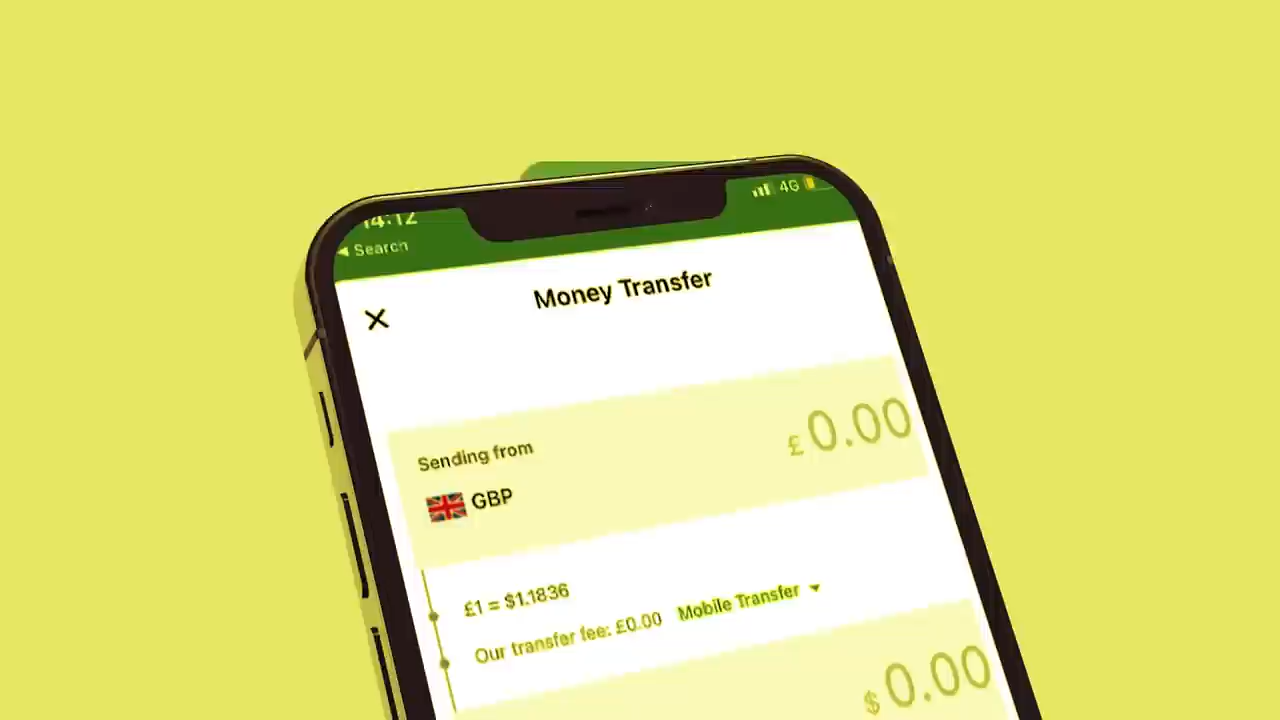 14:12
4G
◀ Search
Money Transfer
£0.00
Sending from
GBP
£1 = $1.1836
Our transfer fee: £0.00 Mobile Transfer ▼
$0.00